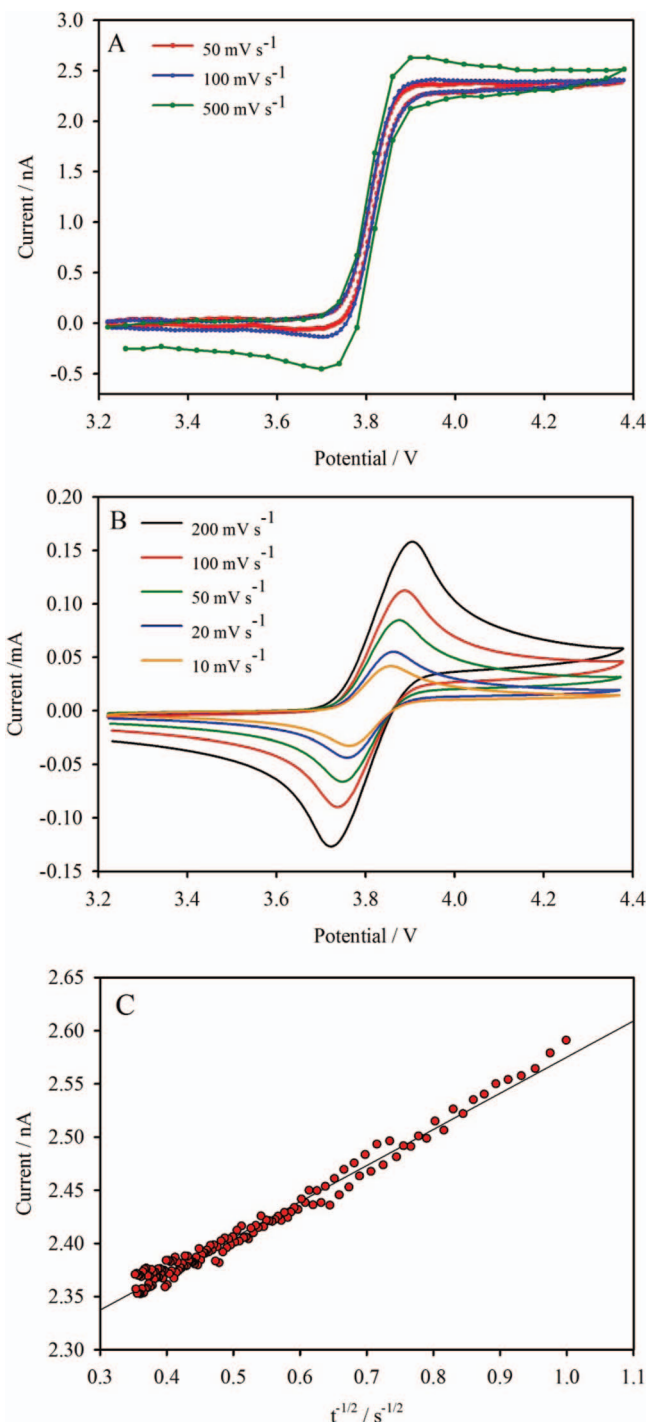 A
50 mV s⁻¹
100 mV s⁻¹
500 mV s⁻¹
Current / nA
3.0
2.5
2.0
1.5
1.0
0.5
0.0
-0.5
3.2 3.4 3.6 3.8 4.0 4.2 4.4
Potential / V
B
200 mV s⁻¹
100 mV s⁻¹
50 mV s⁻¹
20 mV s⁻¹
10 mV s⁻¹
Current /mA
0.20
0.15
0.10
0.05
0.00
-0.05
-0.10
-0.15
3.2 3.4 3.6 3.8 4.0 4.2 4.4
Potential / V
C
Current / nA
2.65
2.60
2.55
2.50
2.45
2.40
2.35
2.30
0.3 0.4 0.5 0.6 0.7 0.8 0.9 1.0 1.1
t⁻¹/² / s⁻¹/²